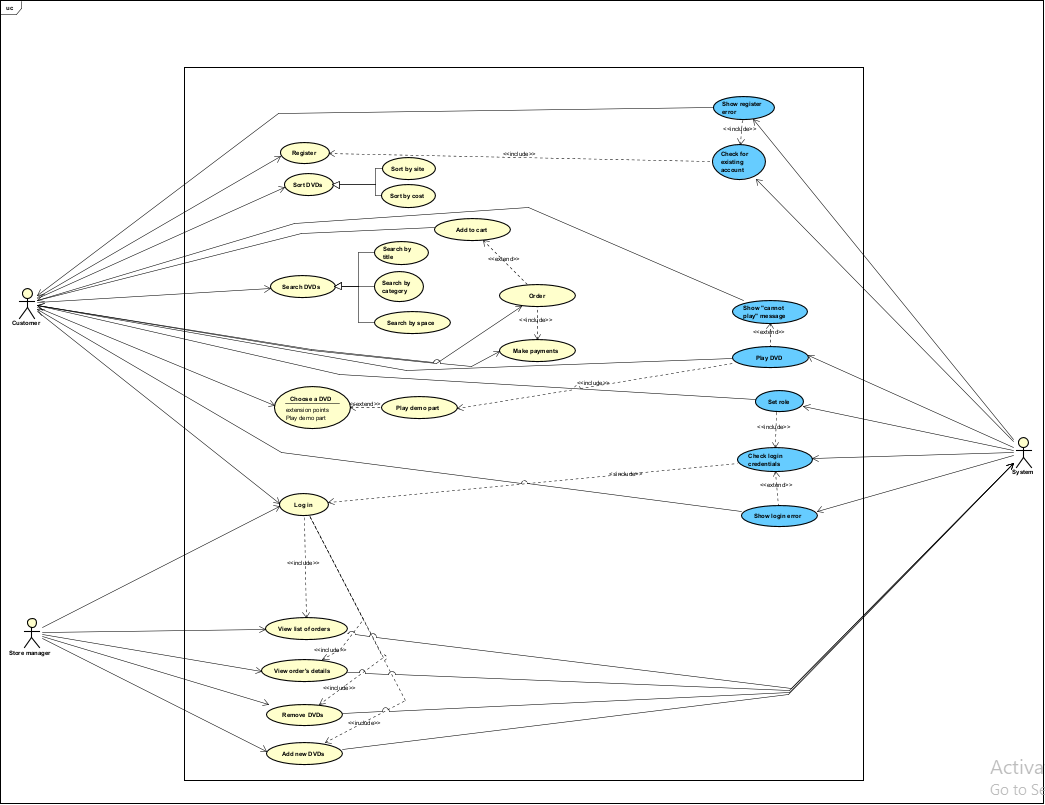 uc
Show register
error
<<include>>
Register
<<include>>
Check for
existing
account
Sort by site
Sort DVDs
Sort by cost
Add to cart
Search by
title
<<extend>>
Search DVDs
Search by
category
Order
Customer
Search by space
<<include>>
Show "cannot
play" message
<<extend>>
Make payments
Play DVD
<<include>>
Choose a DVD
extension points
Play demo part
<<extend>>
Play demo part
Set role
<<include>>
Check login
credentials
System
<<include>>
<<extend>>
Log in
Show login error
<<include>>
View list of orders
Store manager
<<include>>
View order's details
<<include>>
Remove DVDs
<<include>>
Add new DVDs
Activa
Go to Se